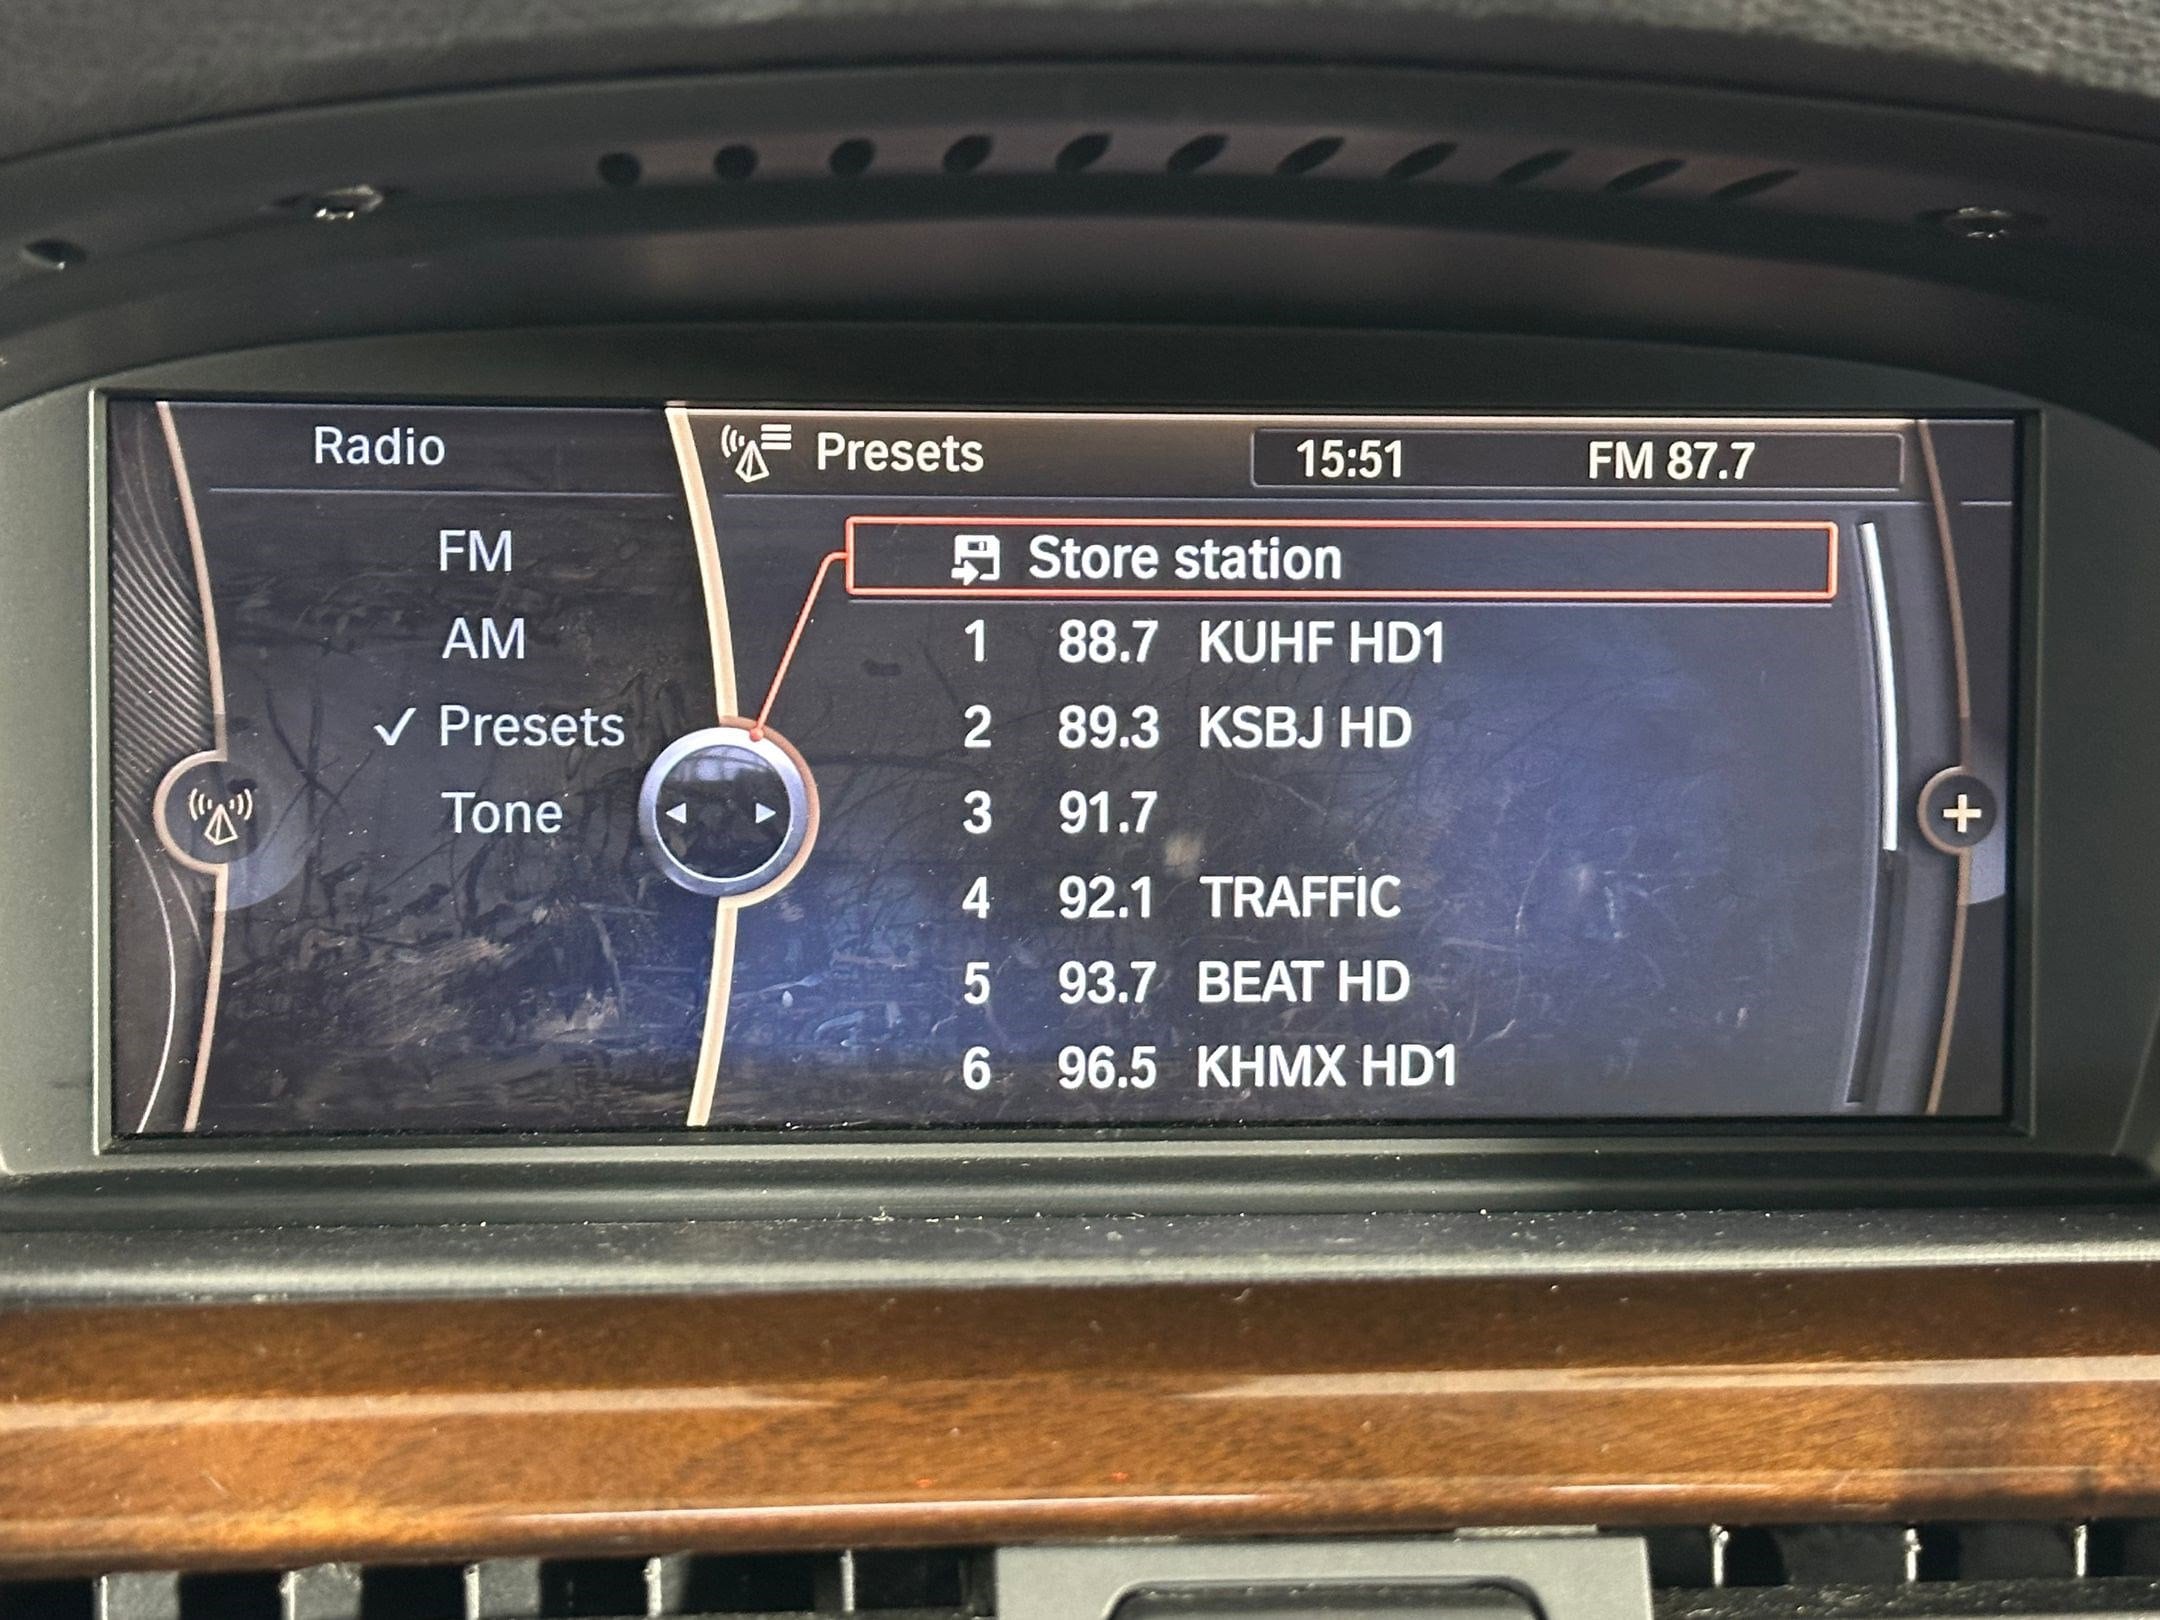 Radio
FM
AM
✓ Presets
Tone
Presets
15:51 FM 87.7
Store station
1 88.7 KUHF HD1
2 89.3 KSBJ HD
3 91.7
4 92.1 TRAFFIC
5 93.7 BEAT HD
6 96.5 KHMX HD1